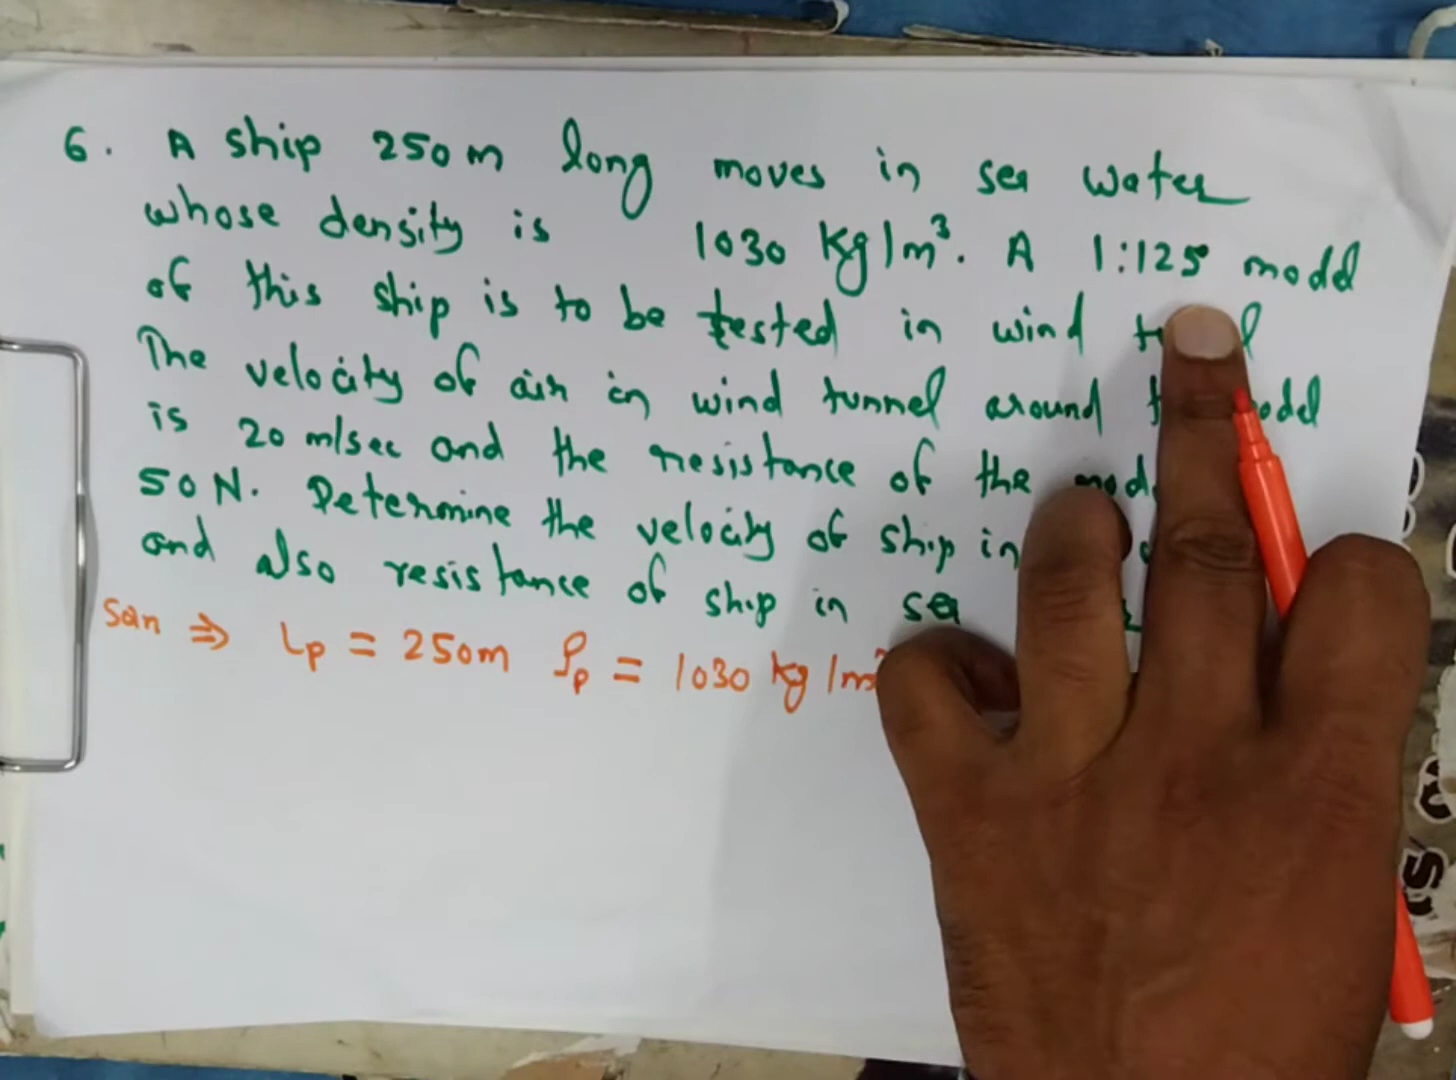 6. A ship 250m long moves in sea water
whose density is 1030 kg/m³. A 1:125 model
of this ship is to be tested in wind
The velocity of air in wind tunnel around
is 20 m/sec and the resistance of the
50N. Determine the velocity of ship in
and also resistance of ship in sea
Soln ⇒ Lp = 250m ρp = 1030 kg/m³